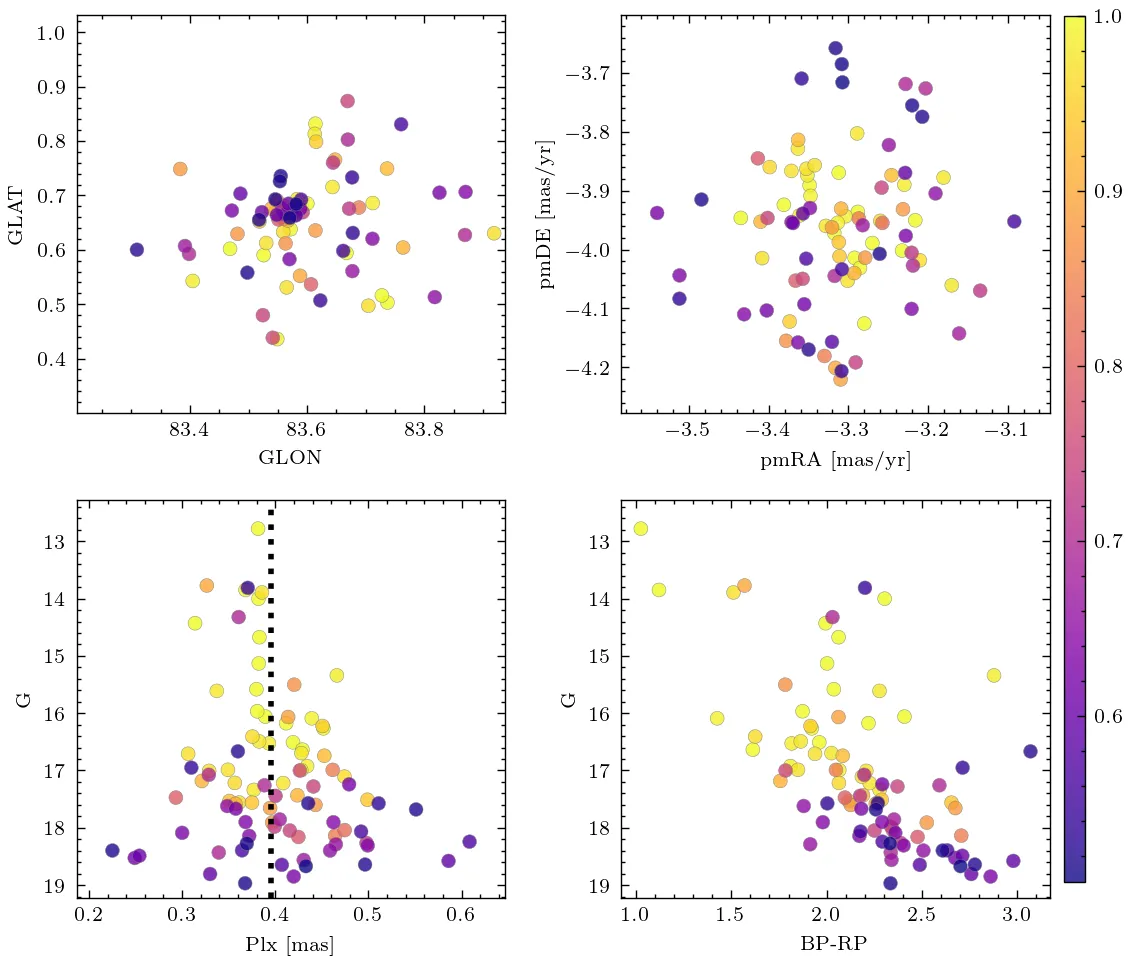 1.0
0.9
0.8
0.7
0.6
0.5
0.4
GLAT
83.4 83.6 83.8
GLON
−3.7
−3.8
−3.9
−4.0
−4.1
−4.2
pmDE [mas/yr]
−3.5 −3.4 −3.3 −3.2 −3.1
pmRA [mas/yr]
1.0
0.9
0.8
0.7
0.6
13
14
15
16
17
18
19
G
0.2 0.3 0.4 0.5 0.6
Plx [mas]
13
14
15
16
17
18
19
G
1.0 1.5 2.0 2.5 3.0
BP-RP